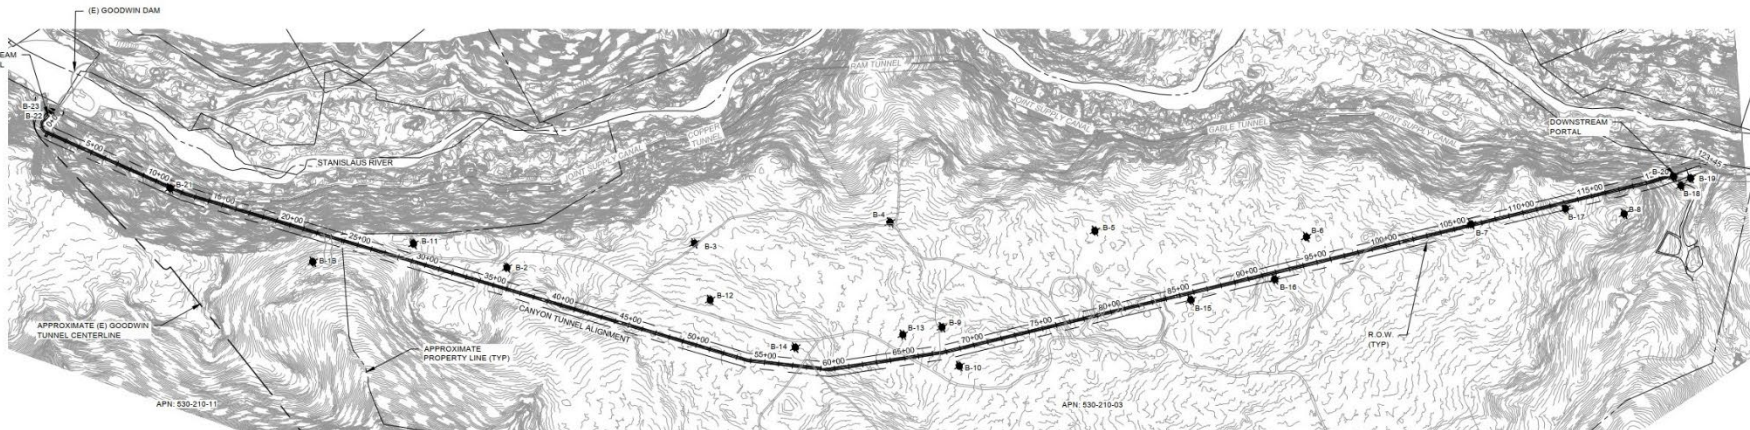 (E) GOODWIN DAM
EAM
L
B-23
B-22
5+00
10+00
B-21
15+00
20+00
25+00
B-11
30+00
B-2
35+00
40+00
CANYON TUNNEL ALIGNMENT
45+00
50+00
55+00
60+00
65+00
70+00
75+00
80+00
85+00
90+00
95+00
100+00
105+00
110+00
115+00
123+45
STANISLAUS RIVER
JOINT SUPPLY CANAL
COPPER
TUNNEL
RAM TUNNEL
JOINT SUPPLY CANAL
GABLE TUNNEL
JOINT SUPPLY CANAL
DOWNSTREAM
PORTAL
B-20
B-19
B-18
B-8
B-17
B-7
B-6
B-16
B-15
B-5
B-4
B-3
B-12
B-13
B-9
B-14
B-10
APPROXIMATE (E) GOODWIN
TUNNEL CENTERLINE
APPROXIMATE
PROPERTY LINE (TYP)
R.O.W.
(TYP)
APN: 530-210-11
APN: 530-210-03